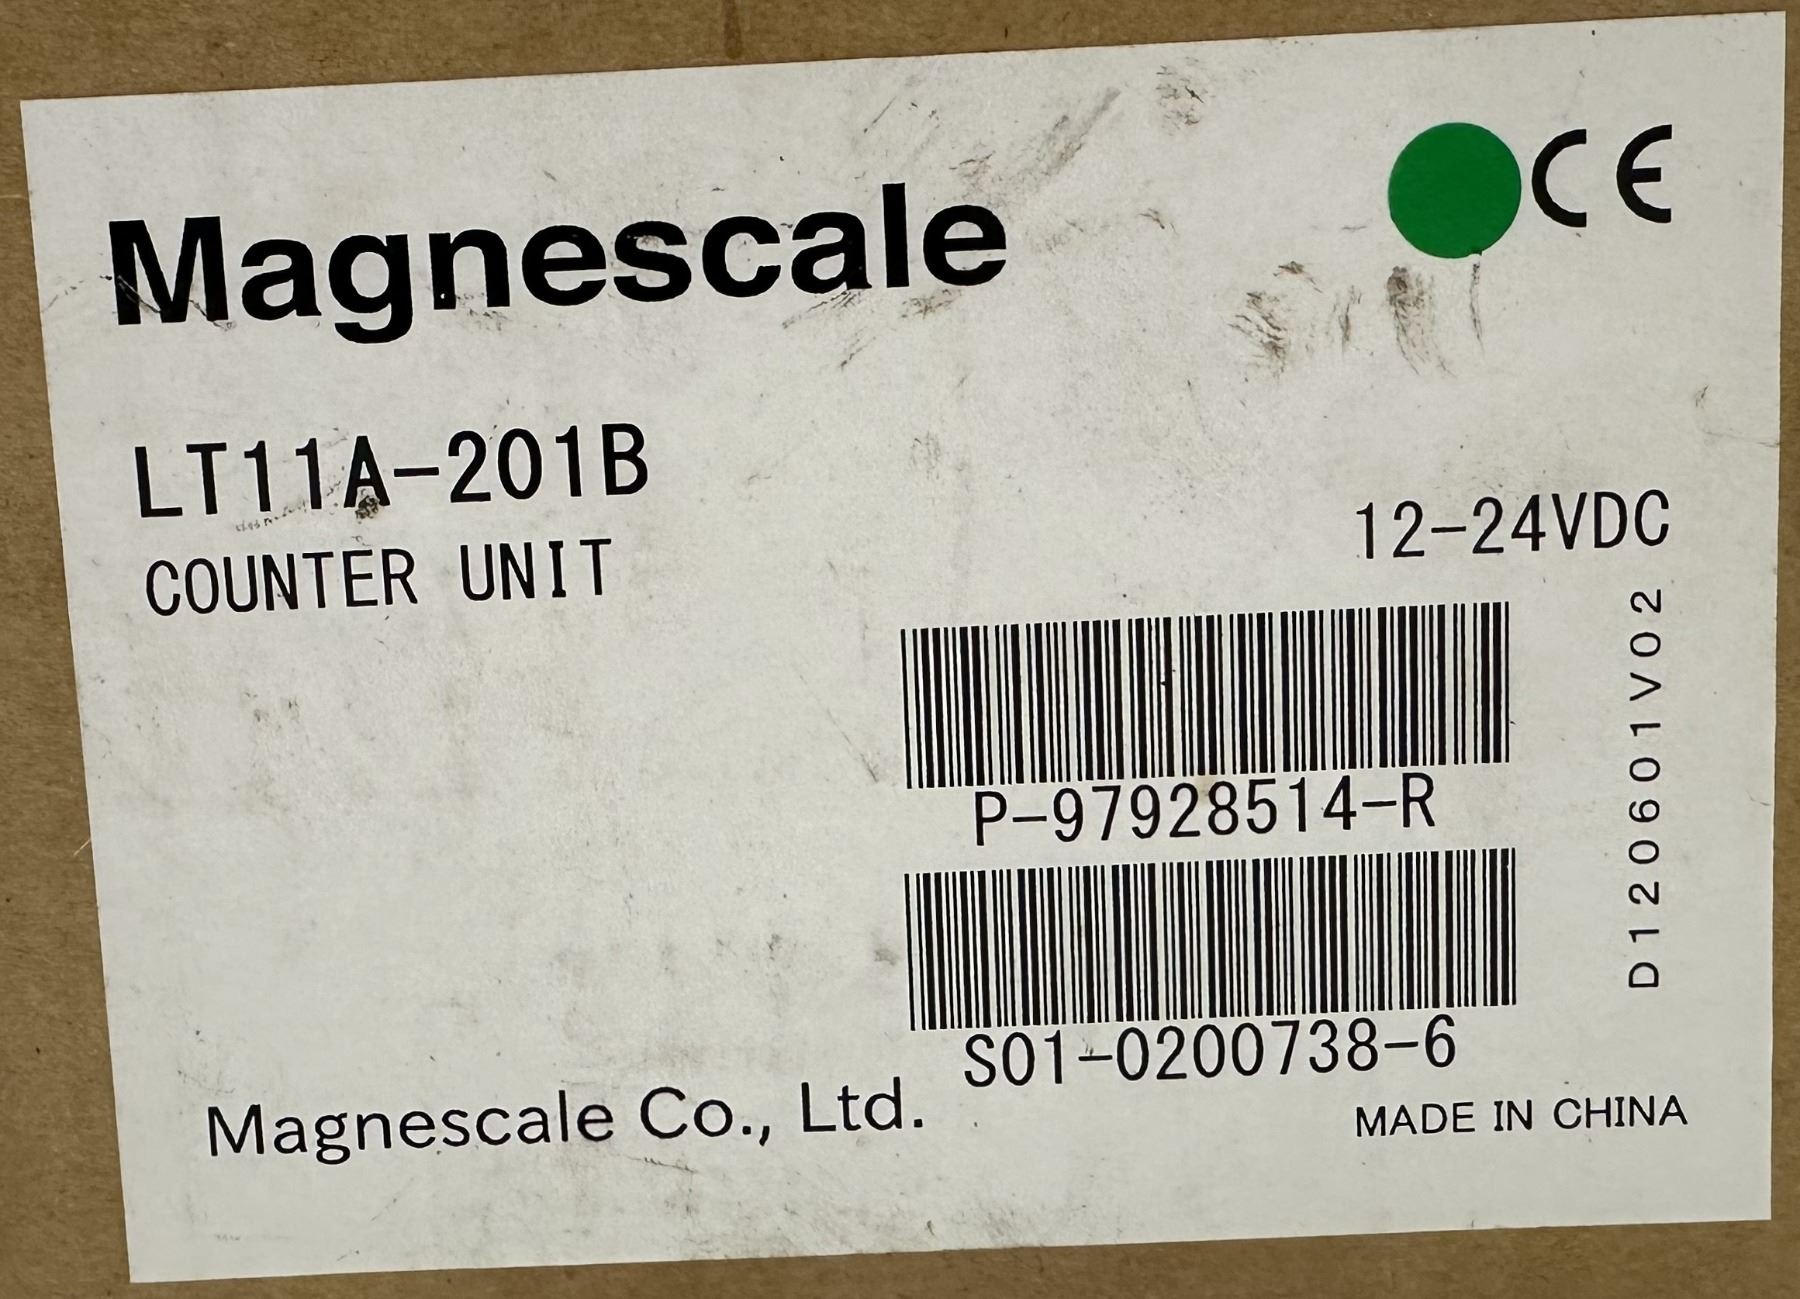 Magnescale
CE
LT11A-201B
COUNTER UNIT
12-24VDC
P-97928514-R
S01-0200738-6
D120601V02
Magnescale Co., Ltd.
MADE IN CHINA